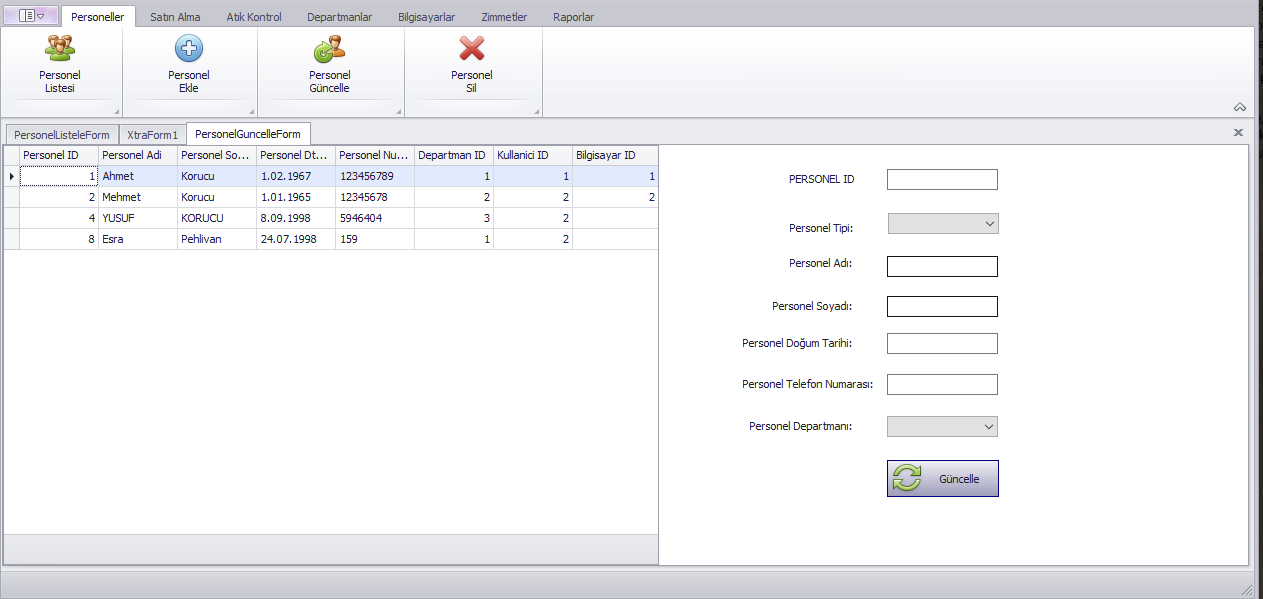 Personeller Satın Alma Atık Kontrol Departmanlar Bilgisayarlar Zimmetler Raporlar
Personel Listesi
Personel Ekle
Personel Güncelle
Personel Sil
PersonelListeleForm XtraForm1 PersonelGuncelleForm
Personel ID Personel Adi Personel So... Personel Dt... Personel Nu... Departman ID Kullanici ID Bilgisayar ID
1 Ahmet Korucu 1.02.1967 123456789 1 1 1
2 Mehmet Korucu 1.01.1965 12345678 2 2 2
4 YUSUF KORUCU 8.09.1998 5946404 3 2
8 Esra Pehlivan 24.07.1998 159 1 2
PERSONEL ID
Personel Tipi:
Personel Adı:
Personel Soyadı:
Personel Doğum Tarihi:
Personel Telefon Numarası:
Personel Departmanı:
Güncelle